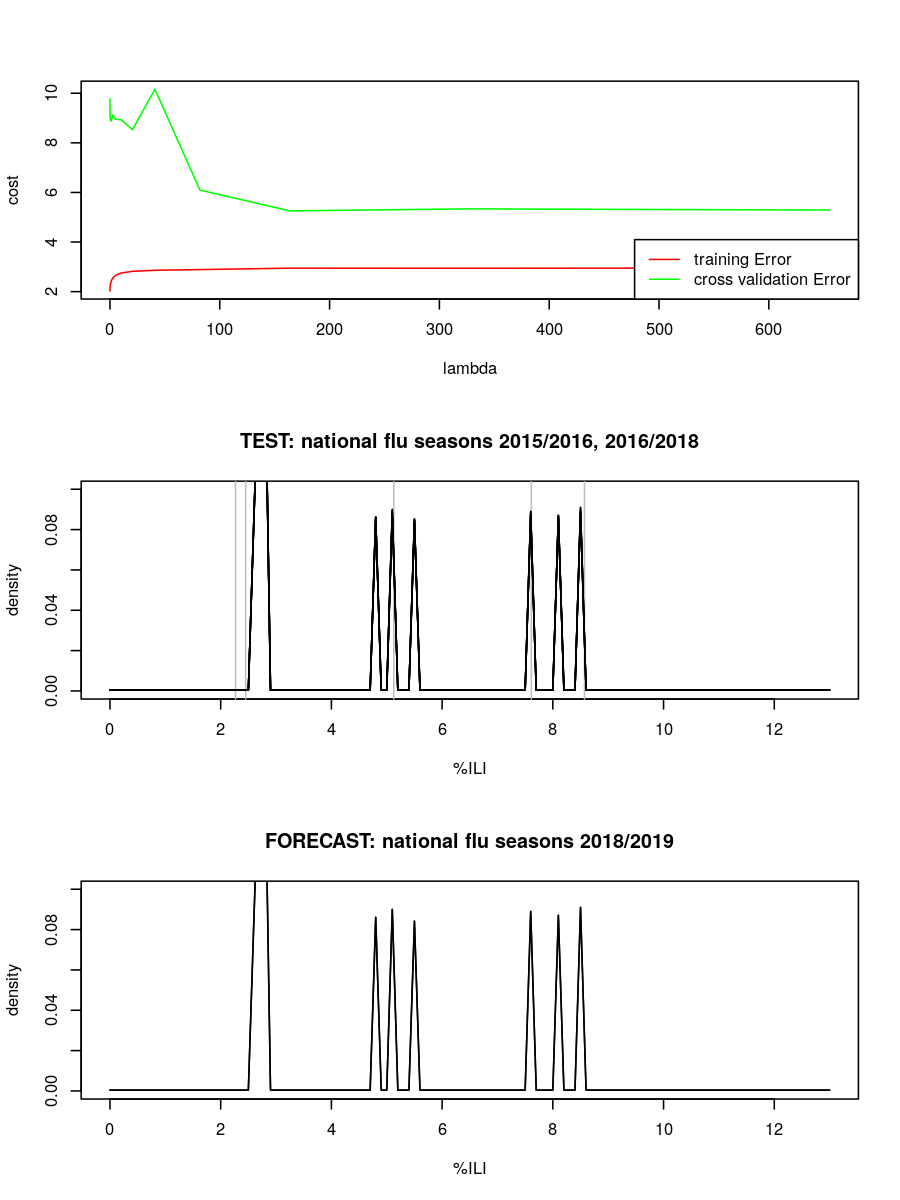 10
8
6
4
2
cost
training Error
cross validation Error
0 100 200 300 400 500 600
lambda
TEST: national flu seasons 2015/2016, 2016/2018
0.08
0.04
0.00
density
0 2 4 6 8 10 12
%ILI
FORECAST: national flu seasons 2018/2019
0.08
0.04
0.00
density
0 2 4 6 8 10 12
%ILI